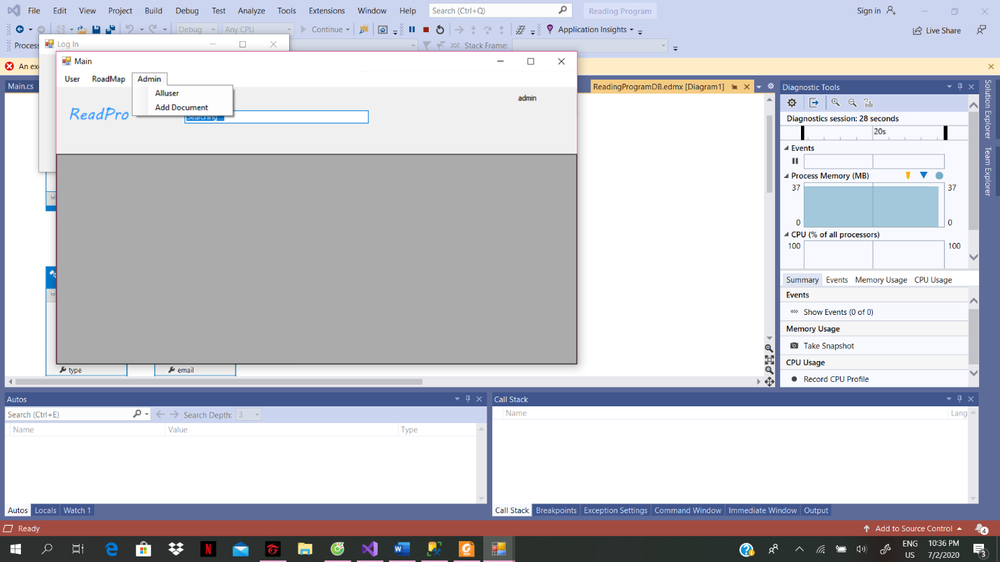 File Edit View Project Build Debug Test Analyze Tools Extensions Window Help Search (Ctrl+Q) Reading Program Sign in
Debug Any CPU Continue Application Insights Live Share
Process Log In Stack Frame:
An ex
Main
User RoadMap Admin
Alluser
Add Document
ReadPro
Searching...
admin
Main.cs
ReadingProgramDB.edmx [Diagram1]
type
email
Diagnostic Tools
Diagnostics session: 28 seconds
20s
Events
Process Memory (MB)
37 37
0 0
CPU (% of all processors)
100 100
Summary Events Memory Usage CPU Usage
Events
Show Events (0 of 0)
Memory Usage
Take Snapshot
CPU Usage
Record CPU Profile
Solution Explorer
Team Explorer
Autos
Search (Ctrl+E) Search Depth: 3
Name Value Type
Autos Locals Watch 1
Call Stack
Name Lang
Call Stack Breakpoints Exception Settings Command Window Immediate Window Output
Ready Add to Source Control 4
ENG 10:36 PM
US 7/2/2020 3